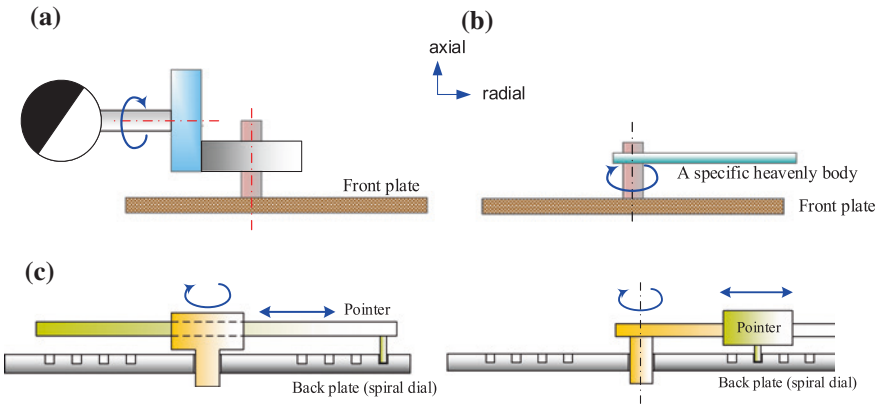 (a)
Front plate
axial
radial
(b)
A specific heavenly body
Front plate
(c)
Pointer
Back plate (spiral dial)
Pointer
Back plate (spiral dial)